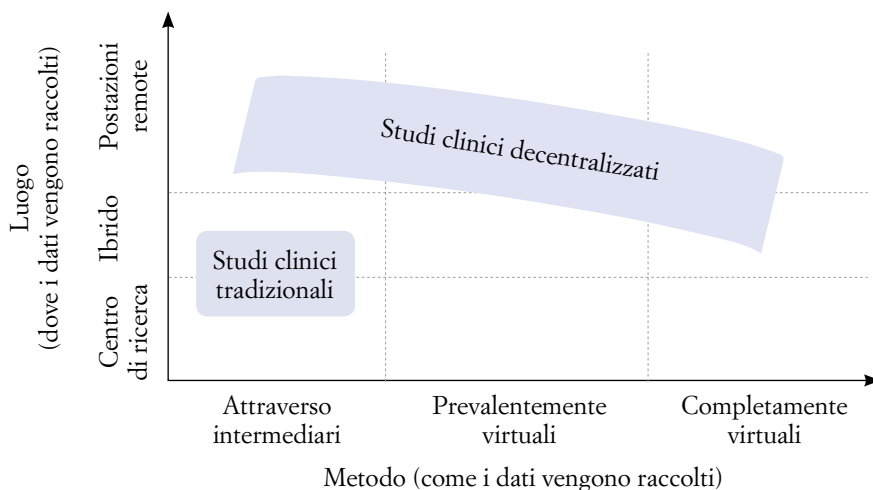 Luogo
(dove i dati vengono raccolti)
Postazioni
remote
Ibrido
Centro
di ricerca
Studi clinici decentralizzati
Studi clinici
tradizionali
Attraverso
intermediari
Prevalentemente
virtuali
Completamente
virtuali
Metodo (come i dati vengono raccolti)